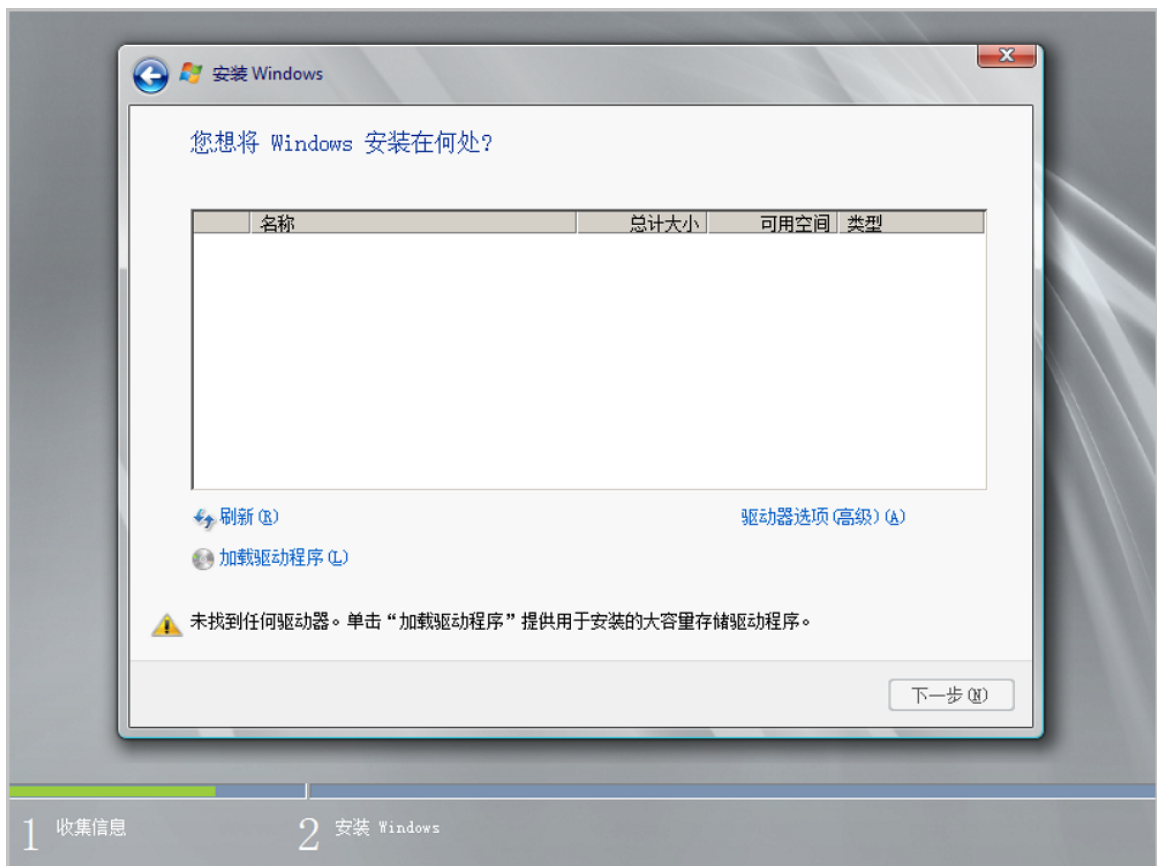 安装 Windows
您想将 Windows 安装在何处?
名称 总计大小 可用空间 类型
刷新(R) 驱动器选项(高级)(A)
加载驱动程序(L)
未找到任何驱动器。单击“加载驱动程序”提供用于安装的大容量存储驱动程序。
下一步(N)
1 收集信息 2 安装 Windows